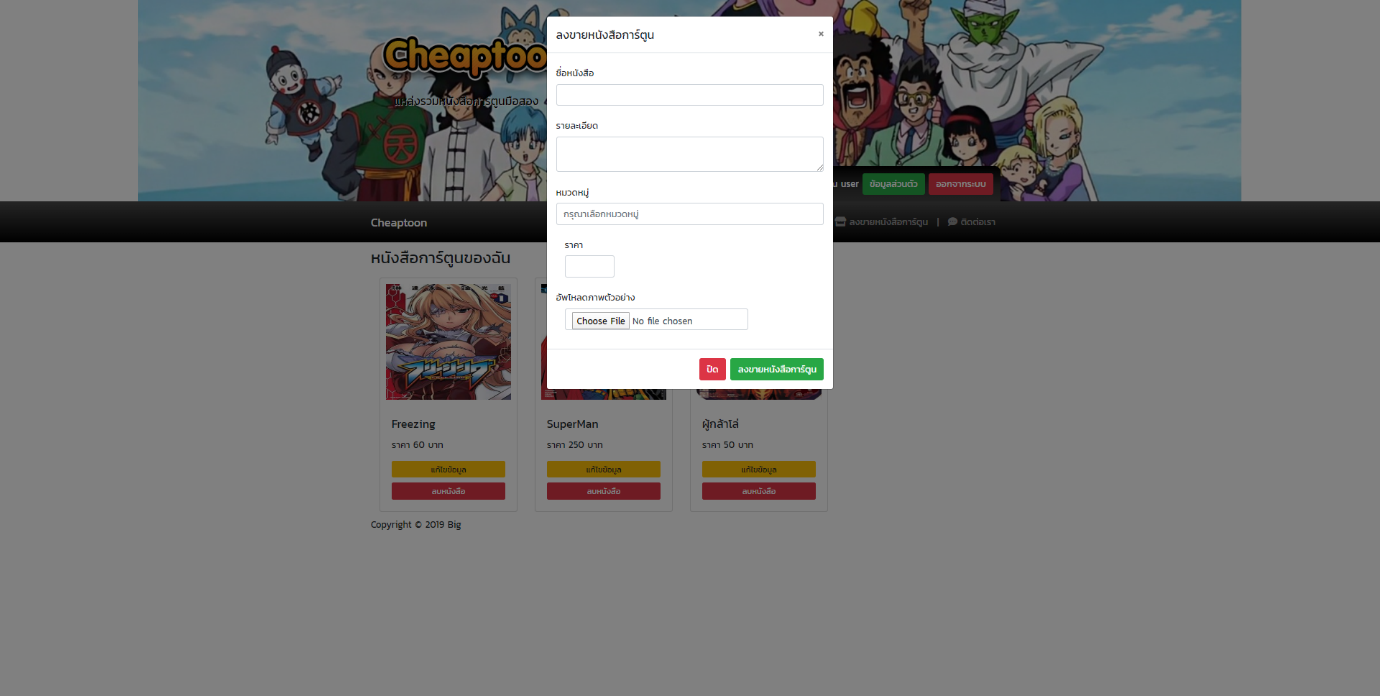 Cheaptoo
แหล่งรวมหนังสือการ์ตูนมือสอง
user ข้อมูลส่วนตัว ออกจากระบบ
Cheaptoon
ลงขายหนังสือการ์ตูน | ติดต่อเรา
ลงขายหนังสือการ์ตูน ×
ชื่อหนังสือ
รายละเอียด
หมวดหมู่
กรุณาเลือกหมวดหมู่
ราคา
อัพโหลดภาพตัวอย่าง
Choose File No file chosen
ปิด ลงขายหนังสือการ์ตูน
หนังสือการ์ตูนของฉัน
フリージング
Freezing SuperMan ผู้กล้าโล่
ราคา 60 บาท ราคา 250 บาท ราคา 50 บาท
แก้ไขข้อมูล แก้ไขข้อมูล แก้ไขข้อมูล
ลบหนังสือ ลบหนังสือ ลบหนังสือ
Copyright © 2019 Big